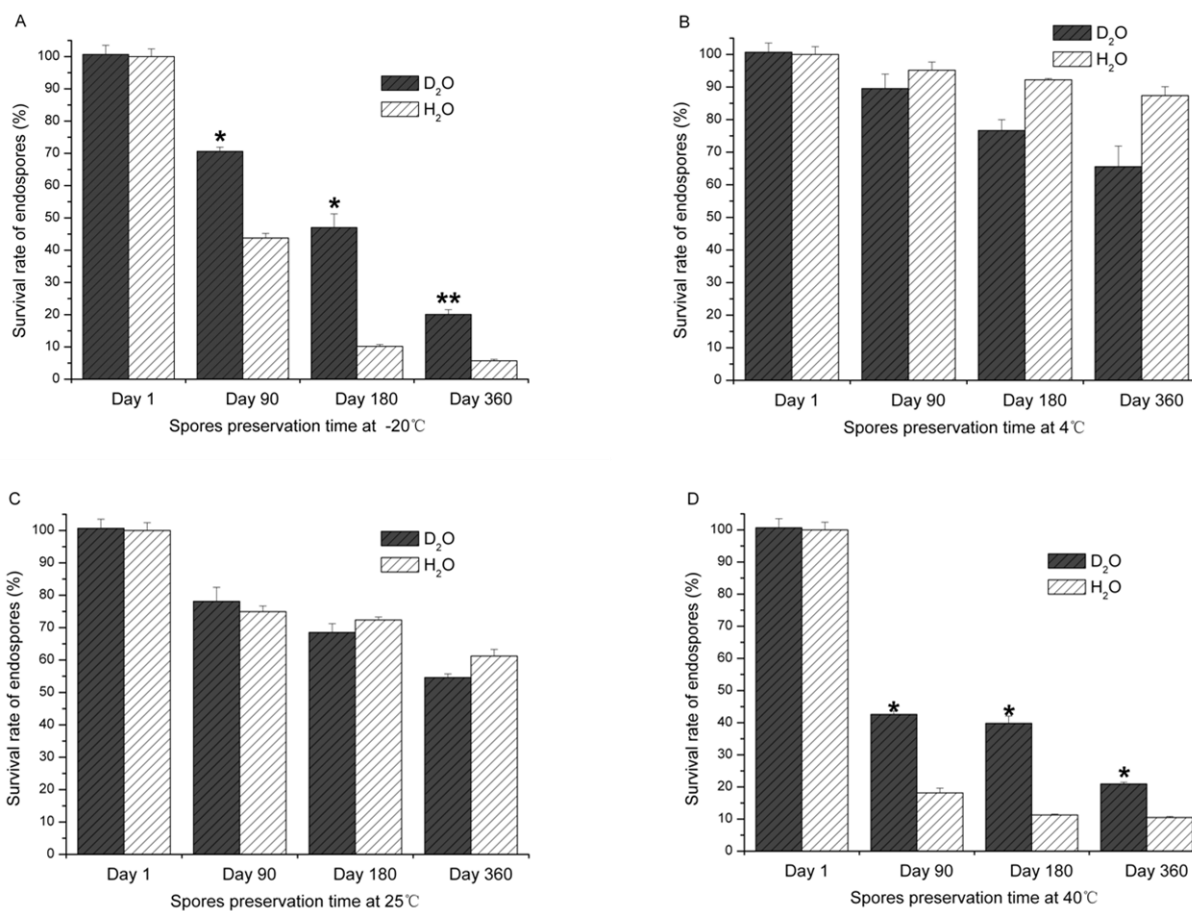 A
Survival rate of endospores (%)
100
90
80
70
60
50
40
30
20
10
0
D₂O
H₂O
*
*
**
Day 1 Day 90 Day 180 Day 360
Spores preservation time at -20℃
B
Survival rate of endospores (%)
100
90
80
70
60
50
40
30
20
10
0
D₂O
H₂O
Day 1 Day 90 Day 180 Day 360
Spores preservation time at 4℃
C
Survival rate of endospores (%)
100
90
80
70
60
50
40
30
20
10
0
D₂O
H₂O
Day 1 Day 90 Day 180 Day 360
Spores preservation time at 25℃
D
Survival rate of endospores (%)
100
90
80
70
60
50
40
30
20
10
0
D₂O
H₂O
*
*
*
Day 1 Day 90 Day 180 Day 360
Spores preservation time at 40℃